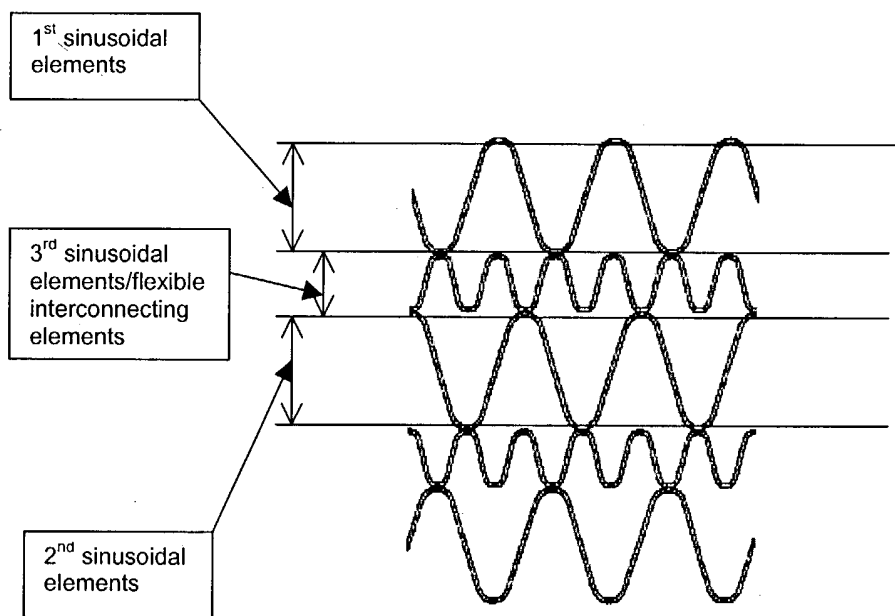 1st sinusoidal
elements
3rd sinusoidal
elements/flexible
interconnecting
elements
2nd sinusoidal
elements